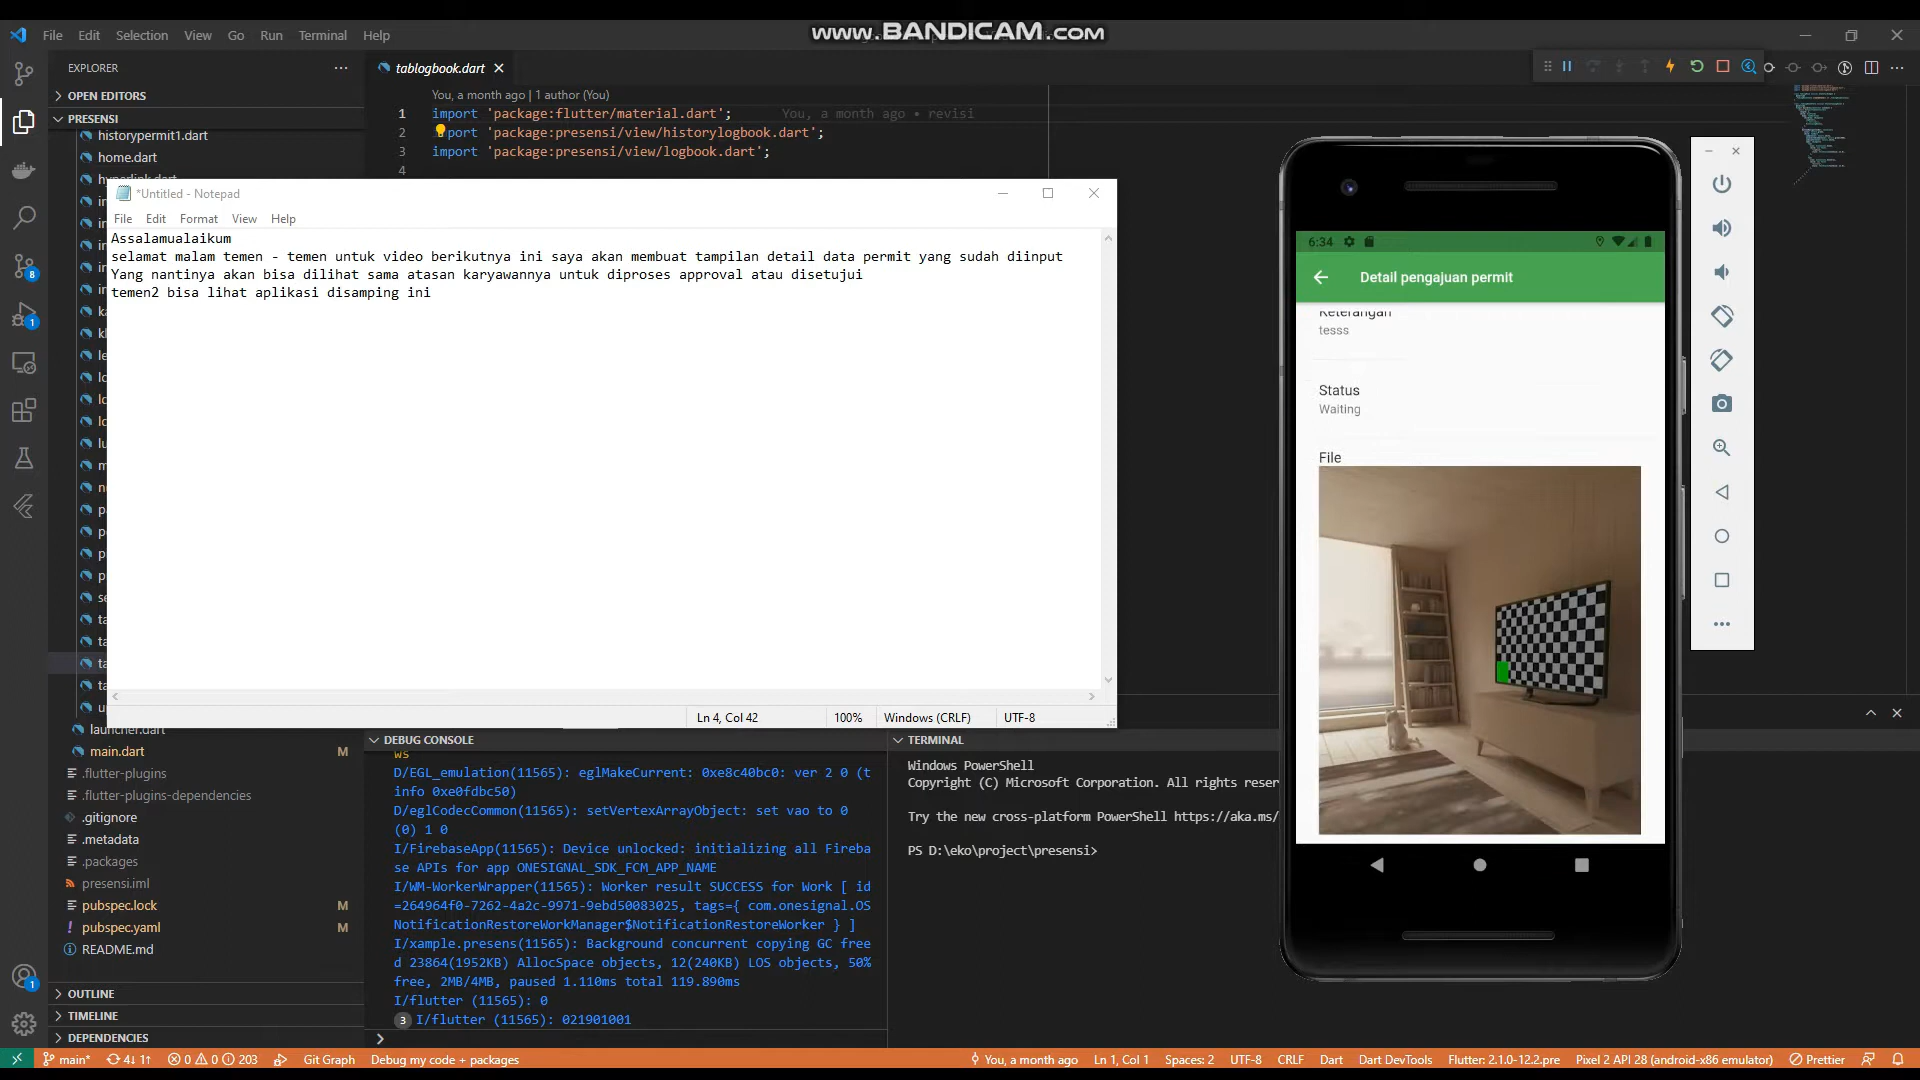 www.BANDICAM.com
File Edit Selection View Go Run Terminal Help
EXPLORER
tablogbook.dart
OPEN EDITORS
PRESENSI
historypermit1.dart
home.dart
hyperlink.dart
You, a month ago | 1 author (You)
1 import 'package:flutter/material.dart'; You, a month ago • revisi
2 port 'package:presensi/view/historylogbook.dart';
3 import 'package:presensi/view/logbook.dart';
4
*Untitled - Notepad
File Edit Format View Help
Assalamualaikum
selamat malam temen - temen untuk video berikutnya ini saya akan membuat tampilan detail data permit yang sudah diinput
Yang nantinya akan bisa dilihat sama atasan karyawannya untuk diproses approval atau disetujui
temen2 bisa lihat aplikasi disamping ini
Ln 4, Col 42 100% Windows (CRLF) UTF-8
launcher.dart
main.dart M
.flutter-plugins
.flutter-plugins-dependencies
.gitignore
.metadata
.packages
presensi.iml
pubspec.lock M
pubspec.yaml M
README.md
OUTLINE
TIMELINE
DEPENDENCIES
DEBUG CONSOLE
ws
D/EGL_emulation(11565): eglMakeCurrent: 0xe8c40bc0: ver 2 0 (t
info 0xe0fdbc50)
D/eglCodecCommon(11565): setVertexArrayObject: set vao to 0
(0) 1 0
I/FirebaseApp(11565): Device unlocked: initializing all Fireba
se APIs for app ONESIGNAL_SDK_FCM_APP_NAME
I/WM-WorkerWrapper(11565): Worker result SUCCESS for Work [ id
=264964f0-7262-4a2c-9971-9ebd50083025, tags={ com.onesignal.OS
NotificationRestoreWorkManager$NotificationRestoreWorker } ]
I/xample.presens(11565): Background concurrent copying GC free
d 23864(1952KB) AllocSpace objects, 12(240KB) LOS objects, 50%
free, 2MB/4MB, paused 1.110ms total 119.890ms
I/flutter (11565): 0
3 I/flutter (11565): 021901001
TERMINAL
Windows PowerShell
Copyright (C) Microsoft Corporation. All rights reser
Try the new cross-platform PowerShell https://aka.ms/
PS D:\eko\project\presensi>
6:34
Detail pengajuan permit
Keterangan
tesss
Status
Waiting
File
8
1
1
main* 4↓ 1↑ 0 0 203 Git Graph Debug my code + packages You, a month ago Ln 1, Col 1 Spaces: 2 UTF-8 CRLF Dart Dart DevTools Flutter: 2.1.0-12.2.pre Pixel 2 API 28 (android-x86 emulator) Prettier